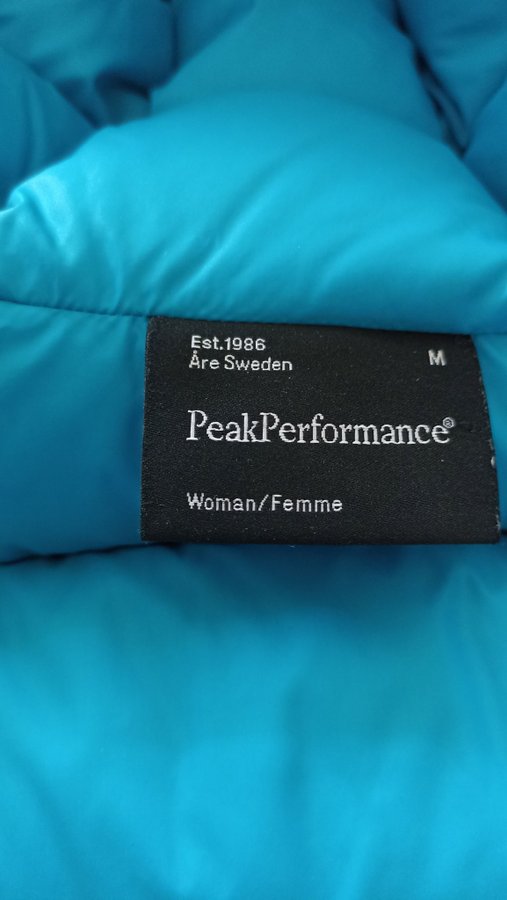 Est.1986
Åre Sweden
M
PeakPerformance®
Woman/Femme